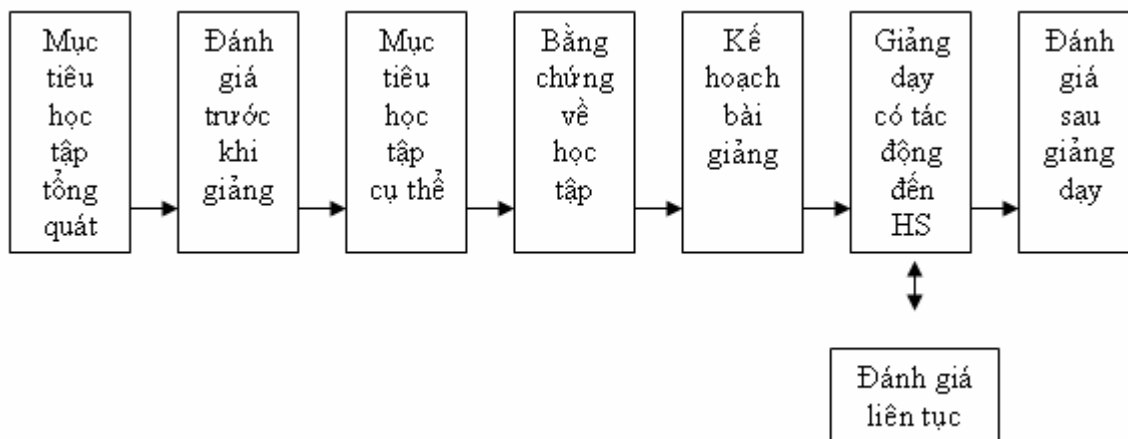 Mục
tiêu
học
tập
tổng
quát
Đánh
giá
trước
khi
giảng
Mục
tiêu
học
tập
cụ thể
Bằng
chứng
về
học
tập
Kế
hoạch
bài
giảng
Giảng
dạy
có tác
động
đến
HS
Đánh
giá
sau
giảng
dạy
Đánh giá
liên tục